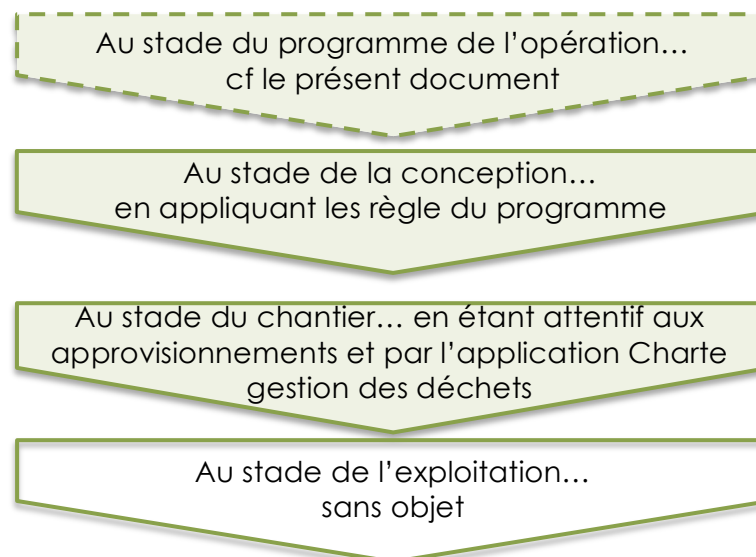 Au stade du programme de l’opération…
cf le présent document
Au stade de la conception…
en appliquant les règle du programme
Au stade du chantier… en étant attentif aux
approvisionnements et par l’application Charte
gestion des déchets
Au stade de l’exploitation…
sans objet